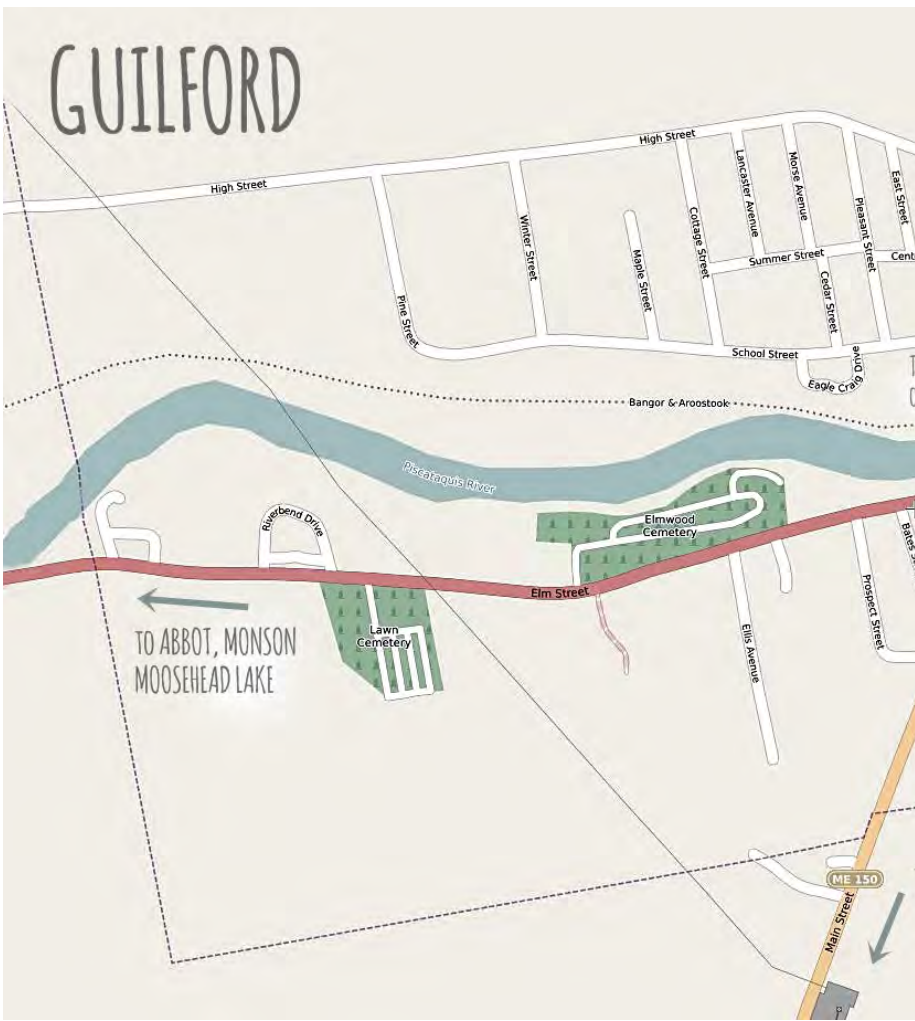 GUILFORD
High Street
High Street
Lancaster Avenue
Morse Avenue
East Street
Pleasant Street
Cottage Street
Winter Street
Maple Street
Summer Street
Cedar Street
Pine Street
School Street
Eagle Craig Drive
Bangor & Aroostook
Piscataquis River
Riverbend Drive
Elmwood
Cemetery
Elm Street
Prospect Street
TO ABBOT, MONSON
MOOSEHEAD LAKE
Lawn
Cemetery
Ellis Avenue
ME 150
Main Street